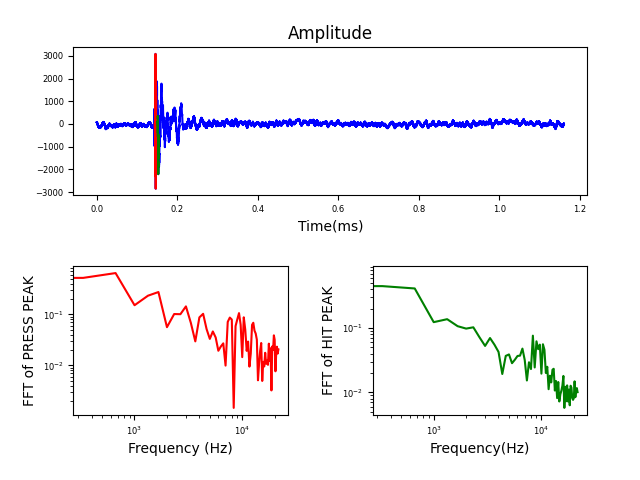 Amplitude
3000
2000
1000
0
−1000
−2000
−3000
0.0 0.2 0.4 0.6 0.8 1.0 1.2
Time(ms)
FFT of PRESS PEAK
10⁻¹
10⁻²
10³ 10⁴
Frequency (Hz)
FFT of HIT PEAK
10⁻¹
10⁻²
10³ 10⁴
Frequency(Hz)